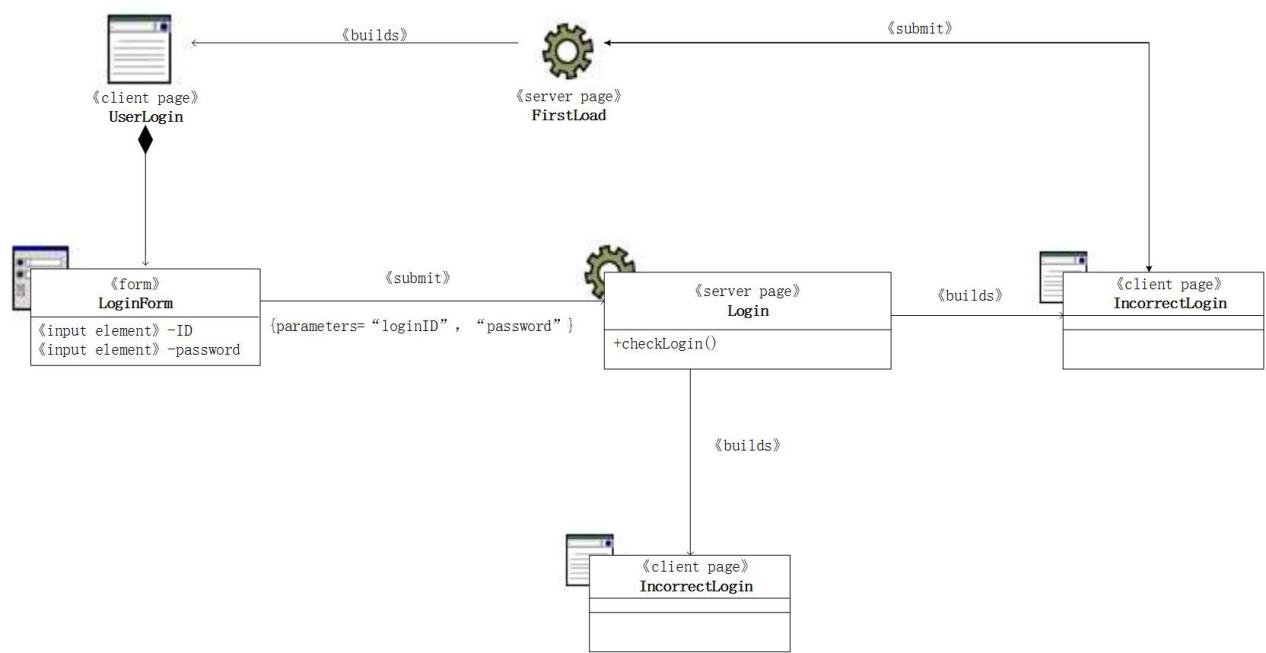 《builds》
《submit》
《client page》
UserLogin
《server page》
FirstLoad
《form》
LoginForm
《input element》-ID
《input element》-password
《submit》
{parameters=“loginID”, “password”}
《server page》
Login
+checkLogin()
《builds》
《client page》
IncorrectLogin
《builds》
《client page》
IncorrectLogin